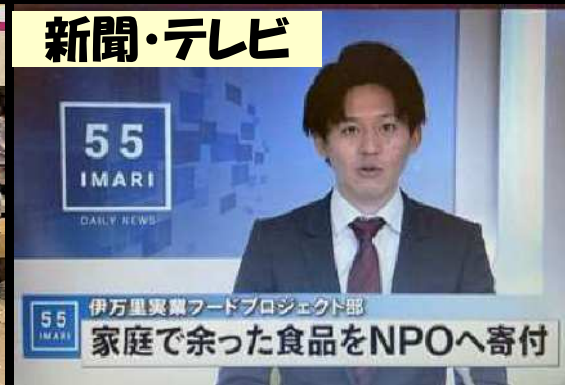 新聞・テレビ
55
IMARI
DAILY NEWS
55
IMARI
伊万里実業フードプロジェクト部
家庭で余った食品をNPOへ寄付